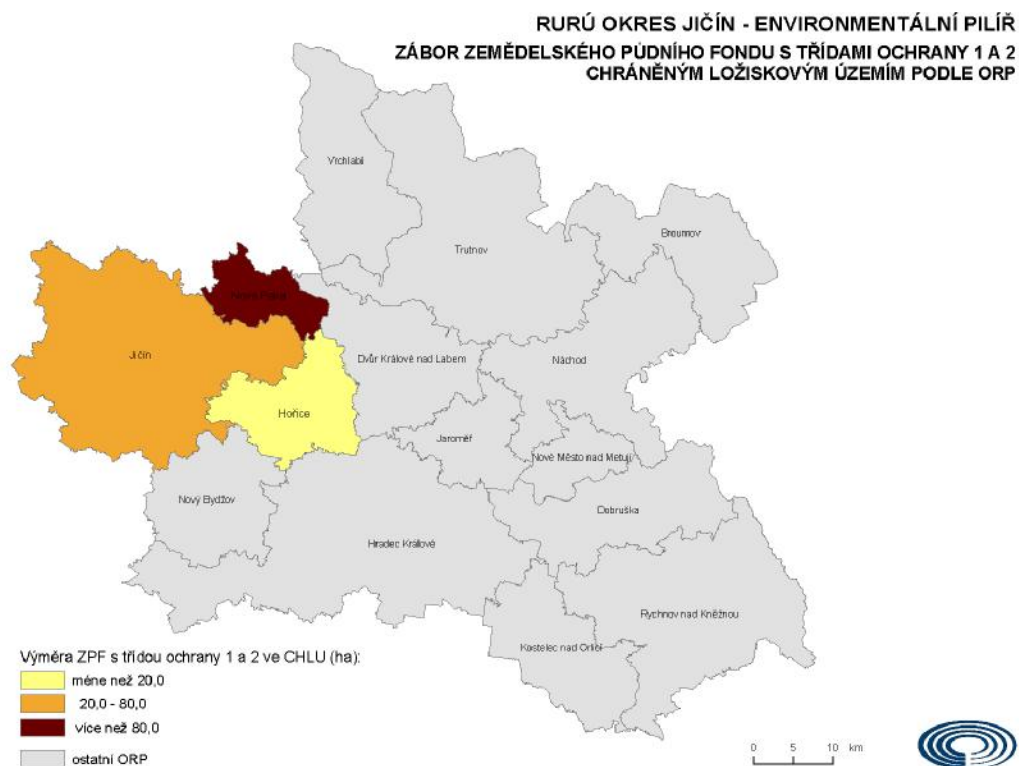 RURÚ OKRES JIČÍN - ENVIRONMENTÁLNÍ PILÍŘ
ZÁBOR ZEMĚDELSKÉHO PŮDNÍHO FONDU S TŘÍDAMI OCHRANY 1 A 2
CHRÁNĚNÝM LOŽISKOVÝM ÚZEMÍM PODLE ORP
Vrchlabí
Trutnov
Broumov
Nová Paka
Jičín
Dvůr Králové nad Labem
Náchod
Hořice
Jaroměř
Nové Město nad Metují
Nový Bydžov
Dobruška
Hradec Králové
Rychnov nad Kněžnou
Kostelec nad Orlicí
Výměra ZPF s třídou ochrany 1 a 2 ve CHLU (ha):
méne než 20,0
20,0 - 80,0
více než 80,0
ostatní ORP
0 5 10 km